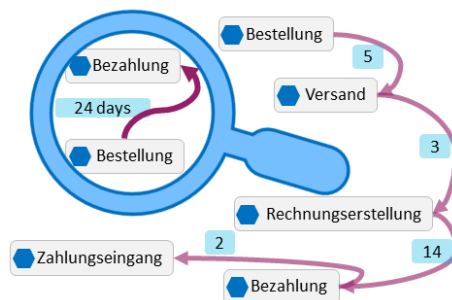 Bezahlung
24 days
Bestellung
Bestellung
5
Versand
3
Rechnungserstellung
14
Bezahlung
2
Zahlungseingang